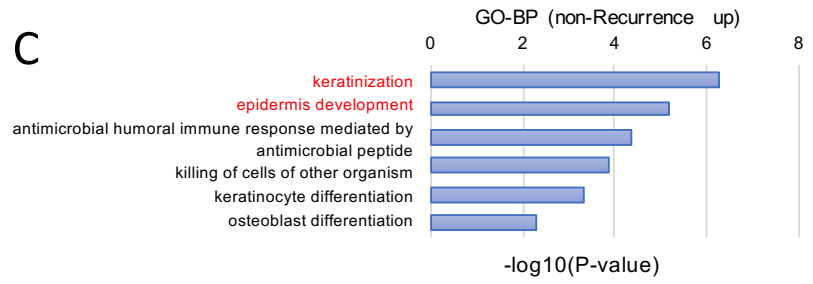 C
GO-BP (non-Recurrence up)
0 2 4 6 8
keratinization
epidermis development
antimicrobial humoral immune response mediated by
antimicrobial peptide
killing of cells of other organism
keratinocyte differentiation
osteoblast differentiation
-log10(P-value)